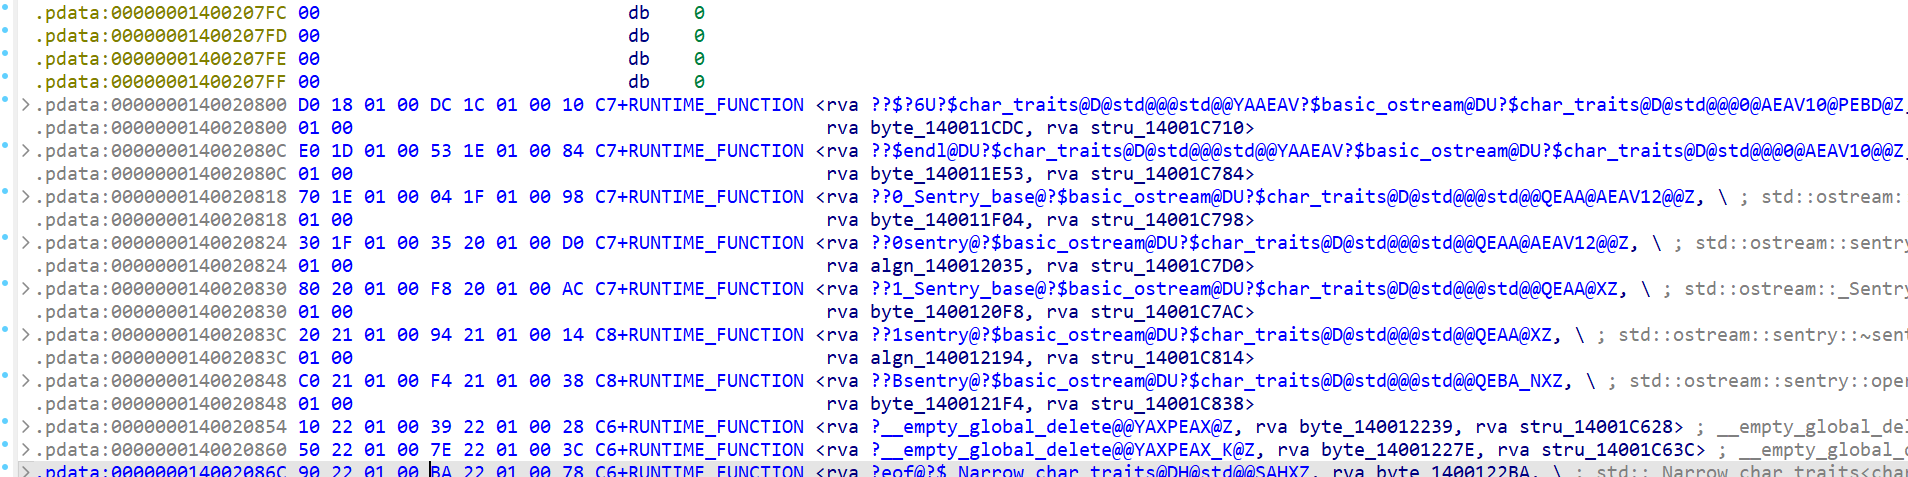 .pdata:00000001400207FC 00 db 0
.pdata:00000001400207FD 00 db 0
.pdata:00000001400207FE 00 db 0
.pdata:00000001400207FF 00 db 0
>.pdata:0000000140020800 D0 18 01 00 DC 1C 01 00 10 C7+RUNTIME_FUNCTION <rva ??$?6U?$char_traits@D@std@@@std@@YAAEAV?$basic_ostream@DU?$char_traits@D@std@@@0@AEAV10@PEBD@Z
.pdata:0000000140020800 01 00 rva byte_140011CDC, rva stru_14001C710>
>.pdata:000000014002080C E0 1D 01 00 53 1E 01 00 84 C7+RUNTIME_FUNCTION <rva ??$endl@DU?$char_traits@D@std@@@std@@YAAEAV?$basic_ostream@DU?$char_traits@D@std@@@0@AEAV10@@Z
.pdata:000000014002080C 01 00 rva byte_140011E53, rva stru_14001C784>
>.pdata:0000000140020818 70 1E 01 00 04 1F 01 00 98 C7+RUNTIME_FUNCTION <rva ??0_Sentry_base@?$basic_ostream@DU?$char_traits@D@std@@@std@@QEAA@AEAV12@@Z, \ ; std::ostream:
.pdata:0000000140020818 01 00 rva byte_140011F04, rva stru_14001C798>
>.pdata:0000000140020824 30 1F 01 00 35 20 01 00 D0 C7+RUNTIME_FUNCTION <rva ??0sentry@?$basic_ostream@DU?$char_traits@D@std@@@std@@QEAA@AEAV12@@Z, \ ; std::ostream::sentry
.pdata:0000000140020824 01 00 rva algn_140012035, rva stru_14001C7D0>
>.pdata:0000000140020830 80 20 01 00 F8 20 01 00 AC C7+RUNTIME_FUNCTION <rva ??1_Sentry_base@?$basic_ostream@DU?$char_traits@D@std@@@std@@QEAA@XZ, \ ; std::ostream::_Sentry
.pdata:0000000140020830 01 00 rva byte_1400120F8, rva stru_14001C7AC>
>.pdata:000000014002083C 20 21 01 00 94 21 01 00 14 C8+RUNTIME_FUNCTION <rva ??1sentry@?$basic_ostream@DU?$char_traits@D@std@@@std@@QEAA@XZ, \ ; std::ostream::sentry::~sent
.pdata:000000014002083C 01 00 rva algn_140012194, rva stru_14001C814>
>.pdata:0000000140020848 C0 21 01 00 F4 21 01 00 38 C8+RUNTIME_FUNCTION <rva ??Bsentry@?$basic_ostream@DU?$char_traits@D@std@@@std@@QEBA_NXZ, \ ; std::ostream::sentry::ope
.pdata:0000000140020848 01 00 rva byte_1400121F4, rva stru_14001C838>
>.pdata:0000000140020854 10 22 01 00 39 22 01 00 28 C6+RUNTIME_FUNCTION <rva ?__empty_global_delete@@YAXPEAX@Z, rva byte_140012239, rva stru_14001C628> ; __empty_global_del
>.pdata:0000000140020860 50 22 01 00 7E 22 01 00 3C C6+RUNTIME_FUNCTION <rva ?__empty_global_delete@@YAXPEAX_K@Z, rva byte_14001227E, rva stru_14001C63C> ; __empty_global_d
>.pdata:000000014002086C 90 22 01 00 BA 22 01 00 78 C6+RUNTIME_FUNCTION <rva ?eof@?$_Narrow_char_traits@DH@std@@SAHXZ, rva byte_1400122BA, \ ; std::_Narrow_char_traits<char